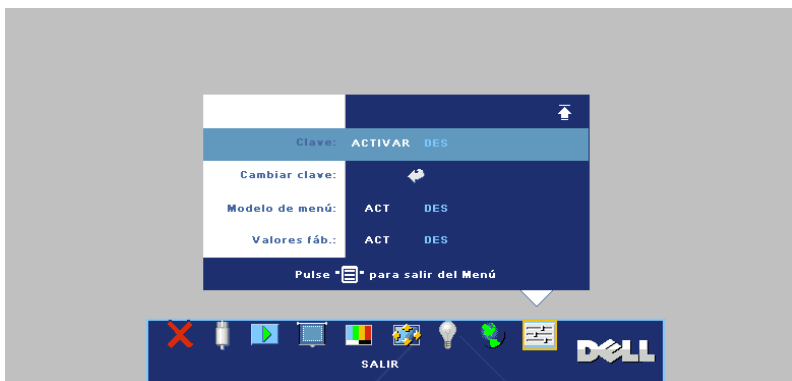 Clave: ACTIVAR DES
Cambiar clave:
Modelo de menú: ACT DES
Valores fáb.: ACT DES
Pulse "" para salir del Menú
SALIR
DELL